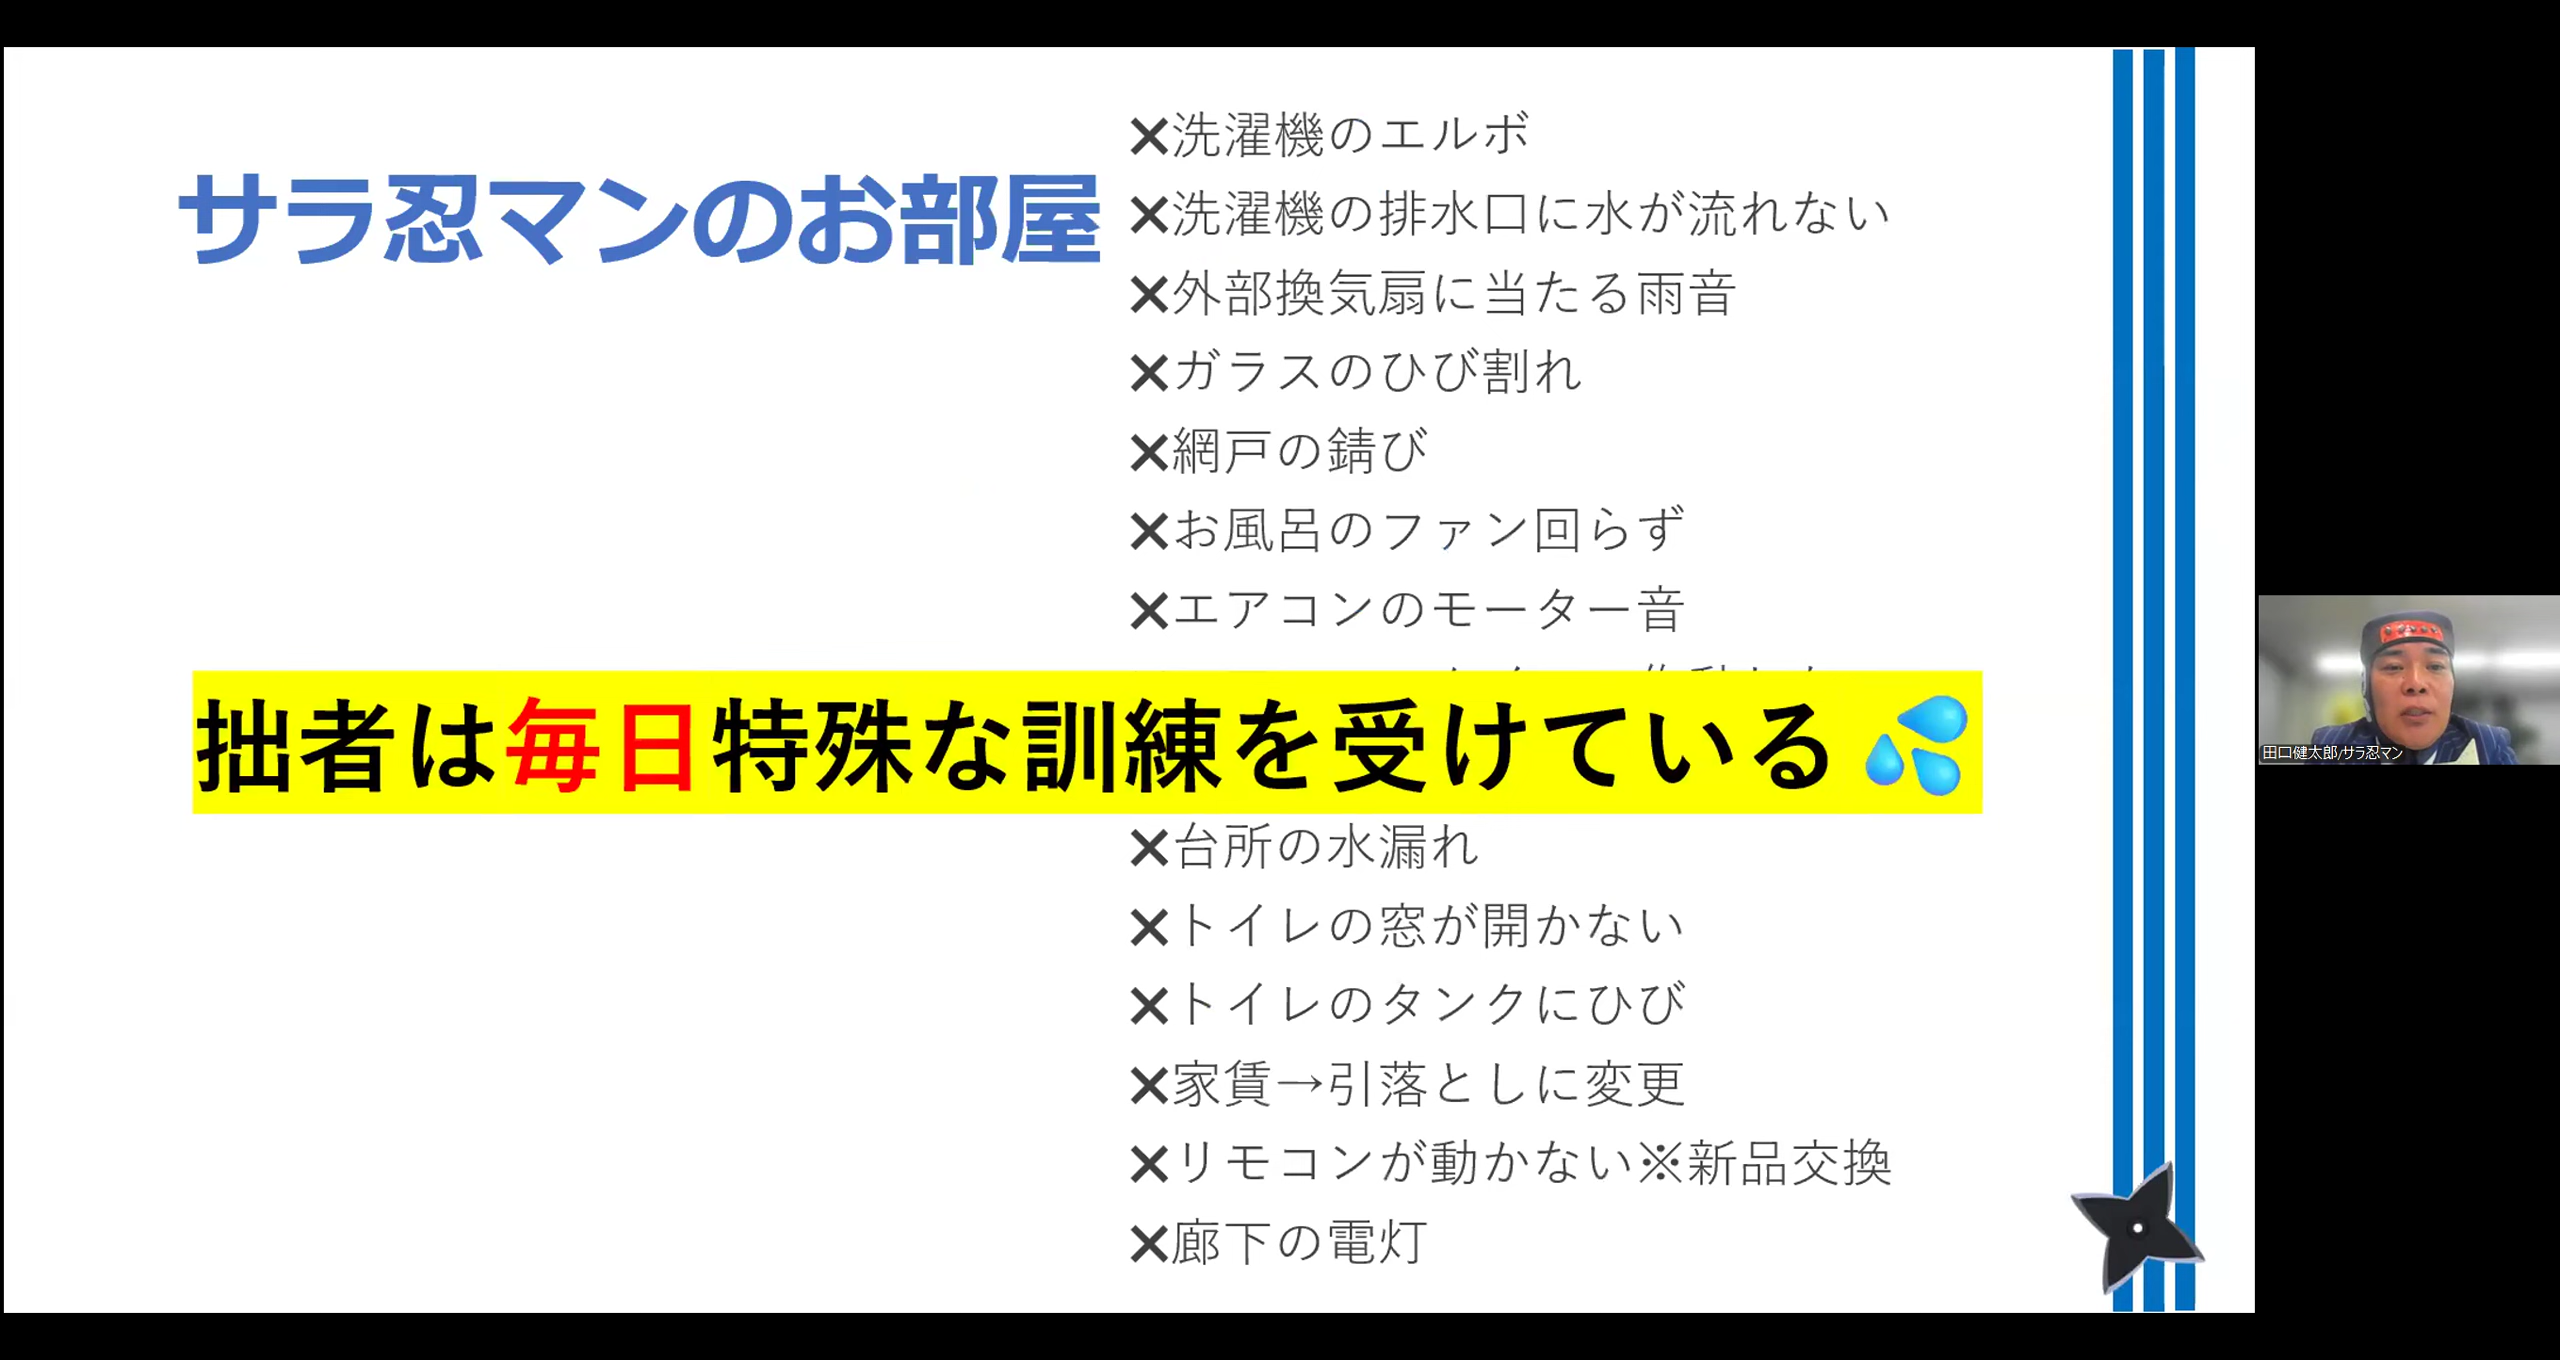 サラ忍マンのお部屋
❌洗濯機のエルボ
❌洗濯機の排水口に水が流れない
❌外部換気扇に当たる雨音
❌ガラスのひび割れ
❌網戸の錆び
❌お風呂のファン回らず
❌エアコンのモーター音
拙者は毎日特殊な訓練を受けている💦
❌台所の水漏れ
❌トイレの窓が開かない
❌トイレのタンクにひび
❌家賃→引落としに変更
❌リモコンが動かない※新品交換
❌廊下の電灯
田口健太郎/サラ忍マン